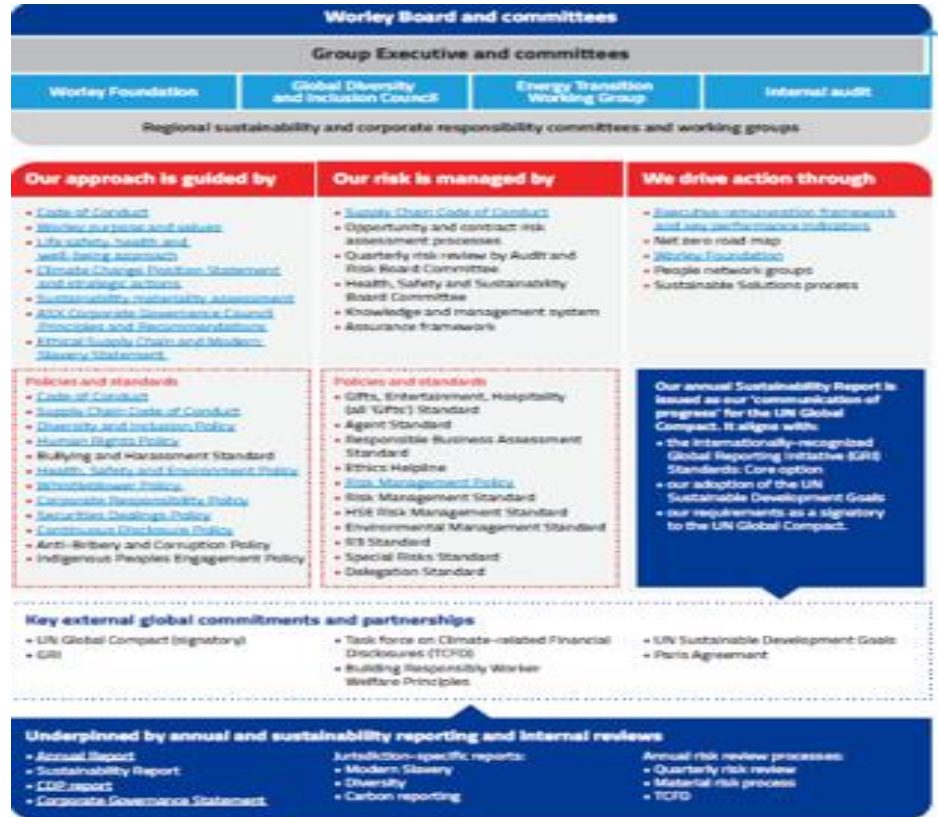 Worley Board and committees
Group Executive and committees
Worley Foundation
Global Diversity
and Inclusion Council
Energy Transition
Working Group
Internal audit
Regional sustainability and corporate responsibility committees and working groups
Our approach is guided by
• Code of Conduct
• Worley purpose and values
• Life safety, health and
well-being approach
• Climate Change Position Statement
and strategic actions
• Sustainability materiality assessment
• ASX Corporate Governance Council
Principles and Recommendations
• Ethical Supply Chain and Modern
Slavery Statement
Policies and standards
• Code of Conduct
• Supply Chain Code of Conduct
• Diversity and Inclusion Policy
• Human Rights Policy
• Bullying and Harassment Standard
• Health, Safety and Environment Policy
• Whistleblower Policy
• Corporate Responsibility Policy
• Securities Dealings Policy
• Continuous Disclosure Policy
• Anti-Bribery and Corruption Policy
• Indigenous Peoples Engagement Policy
Our risk is managed by
• Supply Chain Code of Conduct
• Opportunity and contract risk
assessment processes
• Quarterly risk review by Audit and
Risk Board Committee
• Health, Safety and Sustainability
Board Committee
• Knowledge and management system
• Assurance framework
Policies and standards
• Gifts, Entertainment, Hospitality
(all 'Gifts') Standard
• Agent Standard
• Responsible Business Assessment
Standard
• Ethics Helpline
• Risk Management Policy
• Risk Management Standard
• HSE Risk Management Standard
• Environmental Management Standard
• Standard
• Special Risks Standard
• Delegation Standard
We drive action through
• Executive remuneration framework
and key performance indicators
• Net zero road map
• Worley Foundation
• People network groups
• Sustainable Solutions process
Our annual Sustainability Report is
issued as our 'communication of
progress' for the UN Global
Compact. It aligns with:
• the internationally-recognized
Global Reporting Initiative (GRI)
Standards: Core option
• our adoption of the UN
Sustainable Development Goals
• our requirements as a signatory
to the UN Global Compact.
Key external global commitments and partnerships
• UN Global Compact (signatory)
• GRI
• Task force on Climate-related Financial
Disclosures (TCFD)
• Building Responsibly Worker
Welfare Principles
• UN Sustainable Development Goals
• Paris Agreement
Underpinned by annual and sustainability reporting and internal reviews
• Annual Report
• Sustainability Report
• CDP report
• Corporate Governance Statement
Jurisdiction-specific reports:
• Modern Slavery
• Diversity
• Carbon reporting
Annual risk review processes:
• Quarterly risk review
• Material risk process
• TCFD